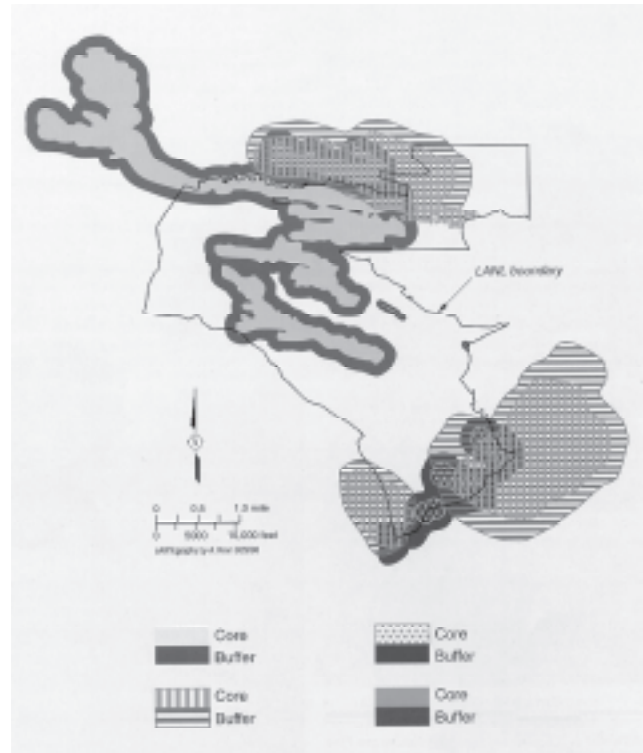 LANL boundary
0 0.5 1.5 mile
0 5000 10,000 feet
Core
Buffer
Core
Buffer
Core
Buffer
Core
Buffer